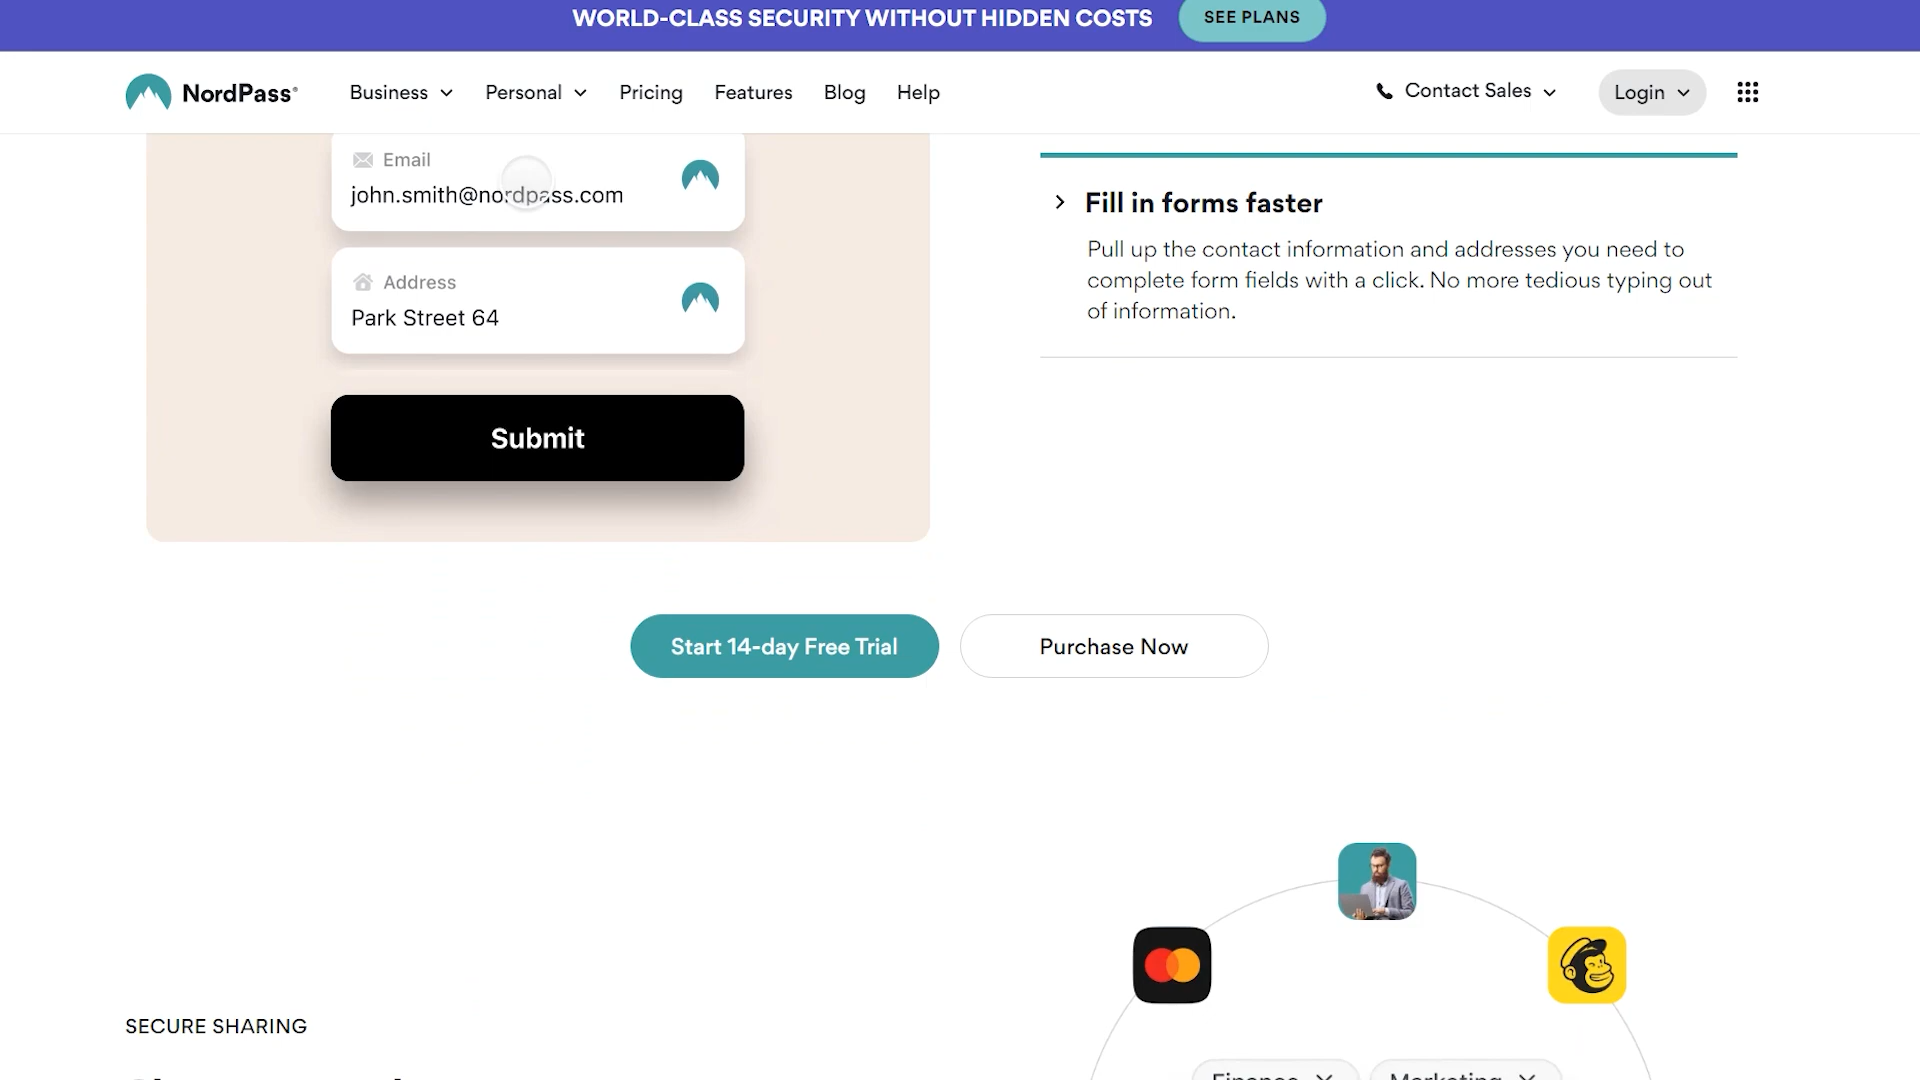 WORLD-CLASS SECURITY WITHOUT HIDDEN COSTS
SEE PLANS
NordPass®
Business
Personal
Pricing
Features
Blog
Help
Contact Sales
Login
Email
john.smith@nordpass.com
Address
Park Street 64
Submit
Fill in forms faster
Pull up the contact information and addresses you need to
complete form fields with a click. No more tedious typing out
of information.
Start 14-day Free Trial
Purchase Now
SECURE SHARING
Finance
Marketing